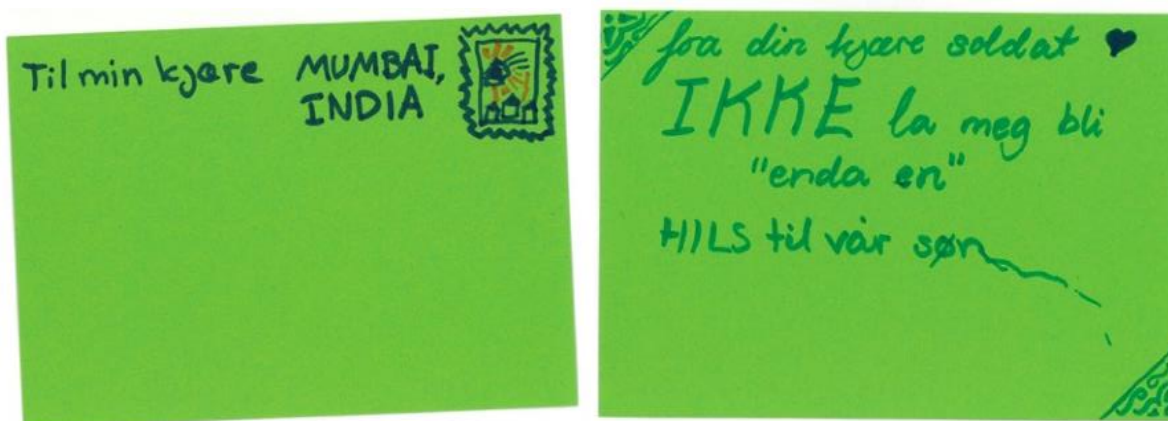 Til min kjære
MUMBAI,
INDIA
fra din kjære soldat
IKKE la meg bli
"enda en"
HILS til vår søn